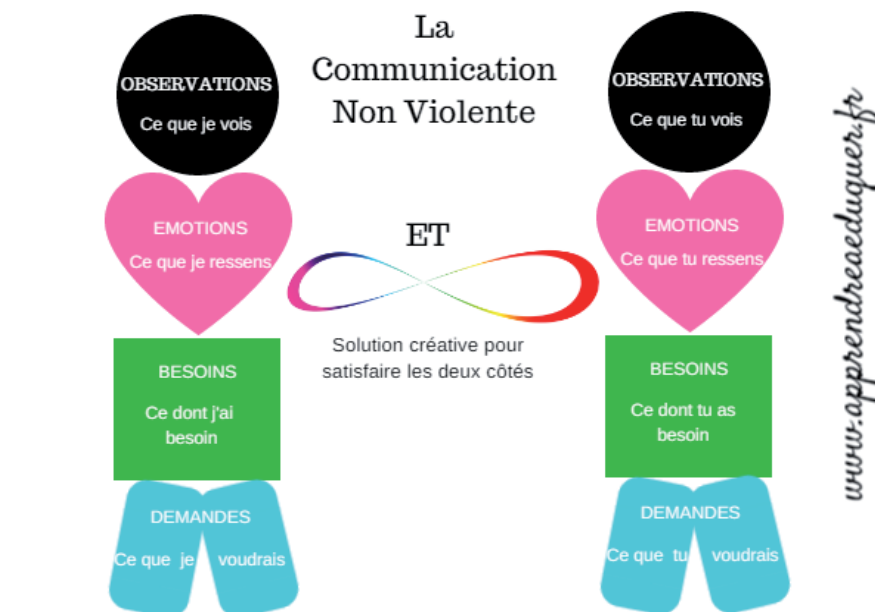 La
Communication
Non Violente
OBSERVATIONS
Ce que je vois
EMOTIONS
Ce que je ressens
BESOINS
Ce dont j'ai
besoin
DEMANDES
Ce que je voudrais
ET
Solution créative pour
satisfaire les deux côtés
OBSERVATIONS
Ce que tu vois
EMOTIONS
Ce que tu ressens
BESOINS
Ce dont tu as
besoin
DEMANDES
Ce que tu voudrais
www.apprendreaeduquer.fr